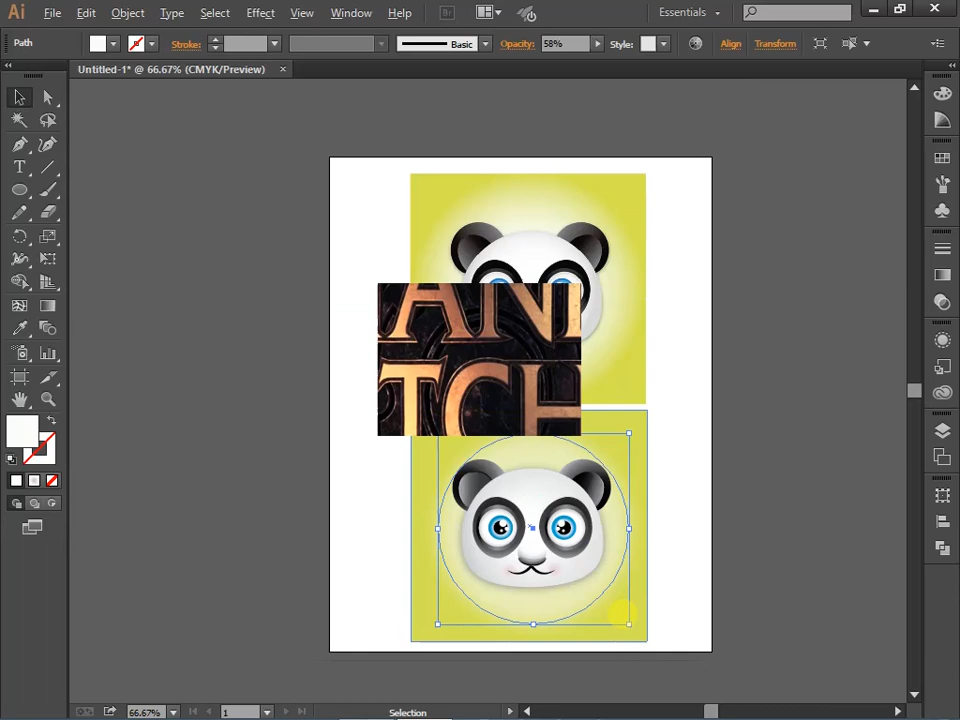 Ai File Edit Object Type Select Effect View Window Help Br Essentials
Path Stroke: Basic Opacity: 58% Style: Align Transform
Untitled-1* @ 66.67% (CMYK/Preview) ×
T
ANI
TCH
66.67% 1 Selection